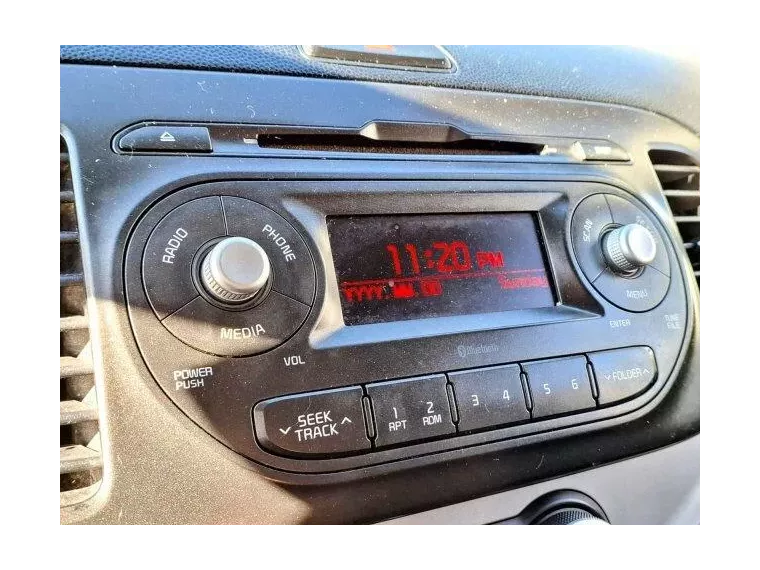 RADIO
PHONE
MEDIA
VOL
POWER
PUSH
11:20 PM
Bluetooth
SCAN
MENU
ENTER
TUNE
FILE
SEEK
TRACK
1
RPT
2
RDM
3
4
5
6
FOLDER